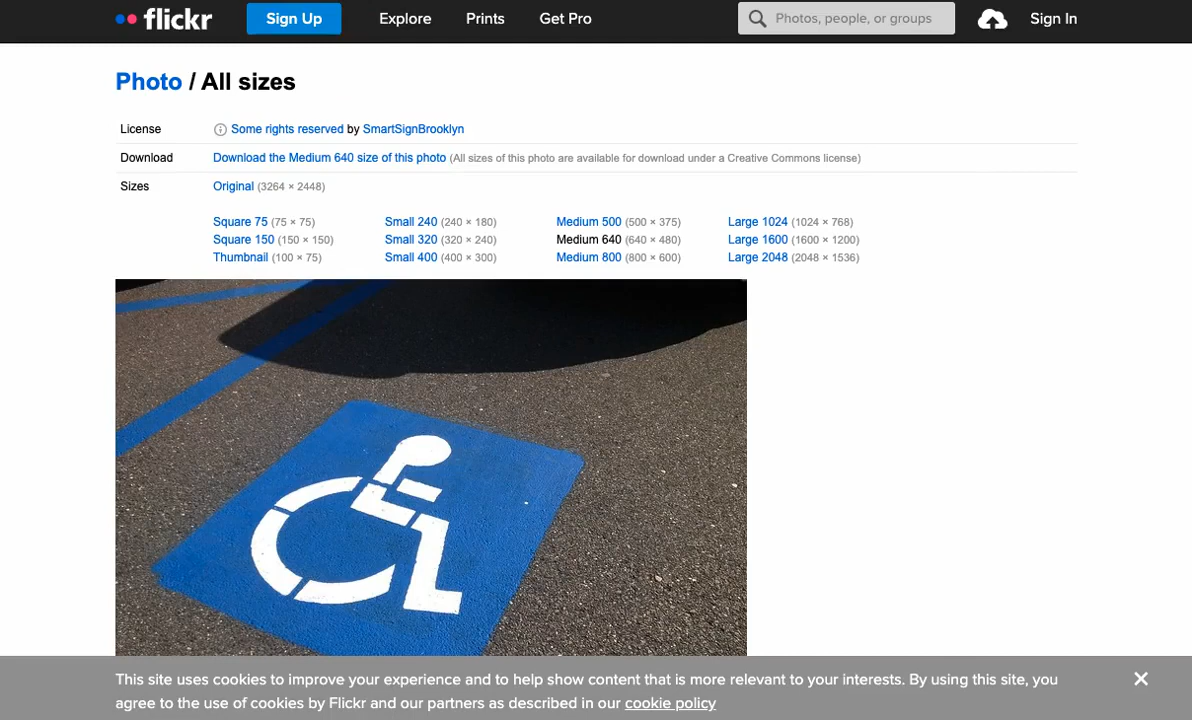 flickr Sign Up Explore Prints Get Pro Photos, people, or groups Sign In
Photo / All sizes
License Some rights reserved by SmartSignBrooklyn
Download Download the Medium 640 size of this photo (All sizes of this photo are available for download under a Creative Commons license)
Sizes Original (3264 × 2448)
Square 75 (75 × 75) Small 240 (240 × 180) Medium 500 (500 × 375) Large 1024 (1024 × 768)
Square 150 (150 × 150) Small 320 (320 × 240) Medium 640 (640 × 480) Large 1600 (1600 × 1200)
Thumbnail (100 × 75) Small 400 (400 × 300) Medium 800 (800 × 600) Large 2048 (2048 × 1536)
This site uses cookies to improve your experience and to help show content that is more relevant to your interests. By using this site, you
agree to the use of cookies by Flickr and our partners as described in our cookie policy